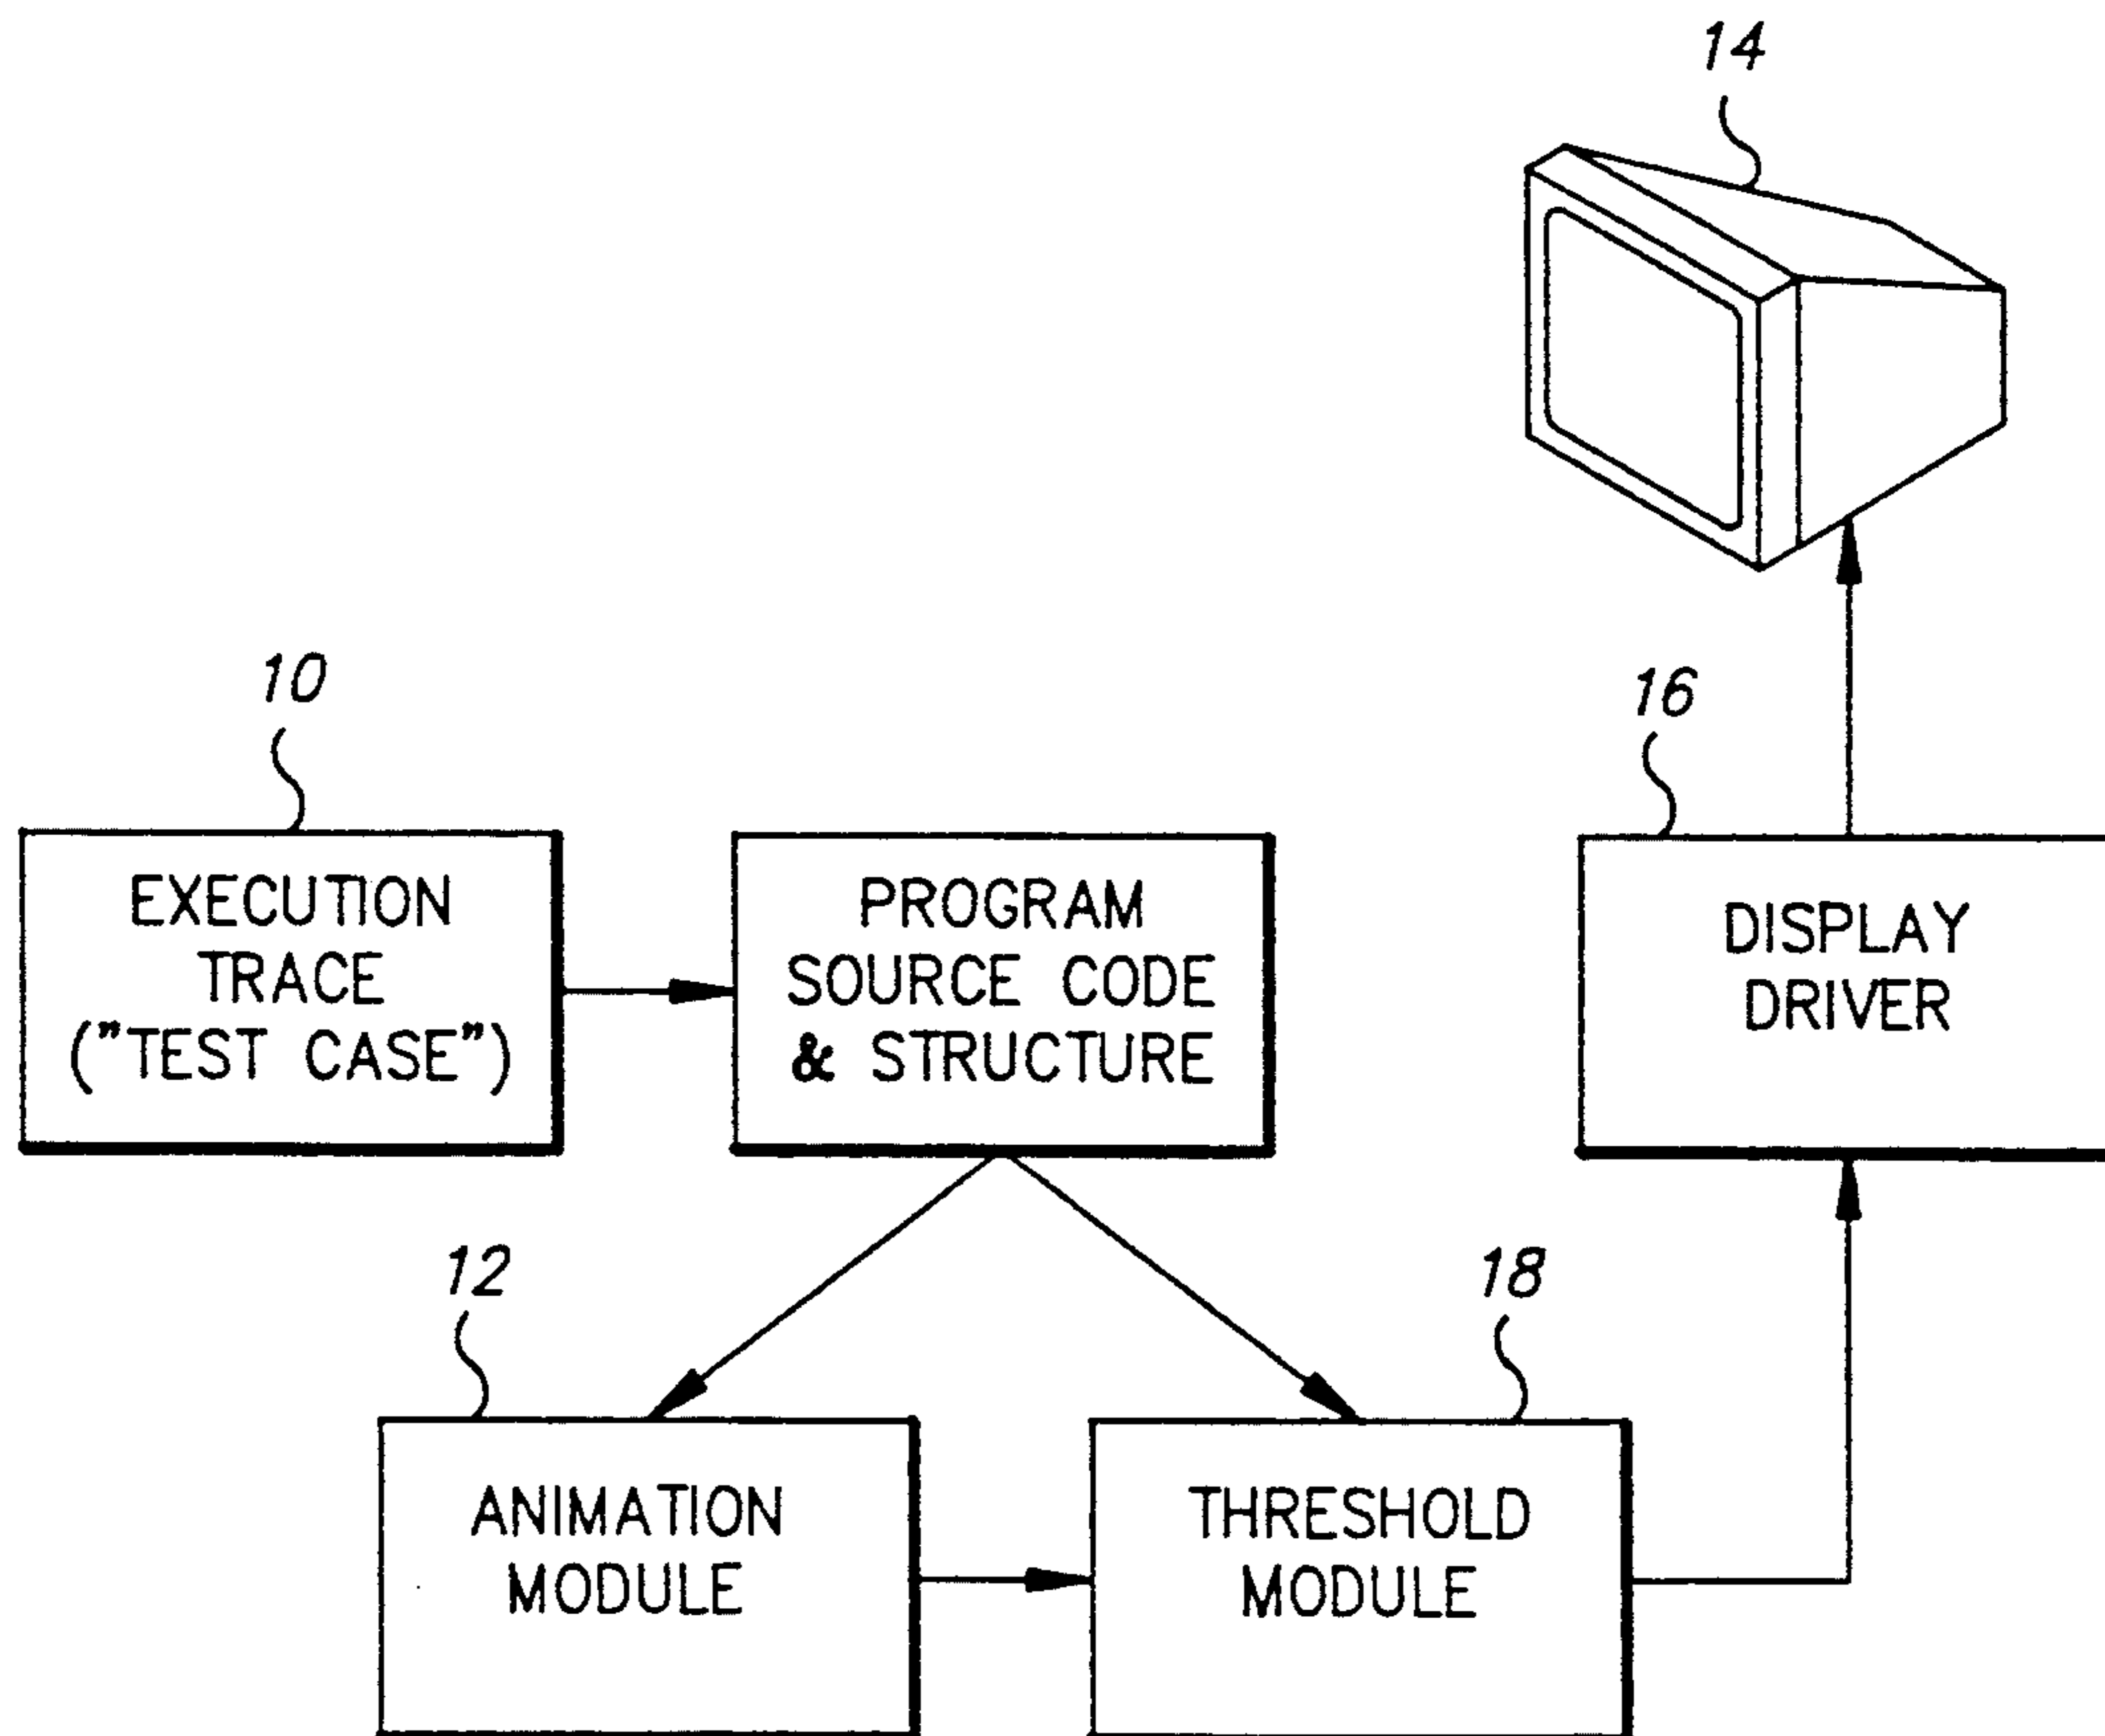 14
10
16
EXECUTION
TRACE
("TEST CASE")
PROGRAM
SOURCE CODE
& STRUCTURE
DISPLAY
DRIVER
12
18
ANIMATION
MODULE
THRESHOLD
MODULE